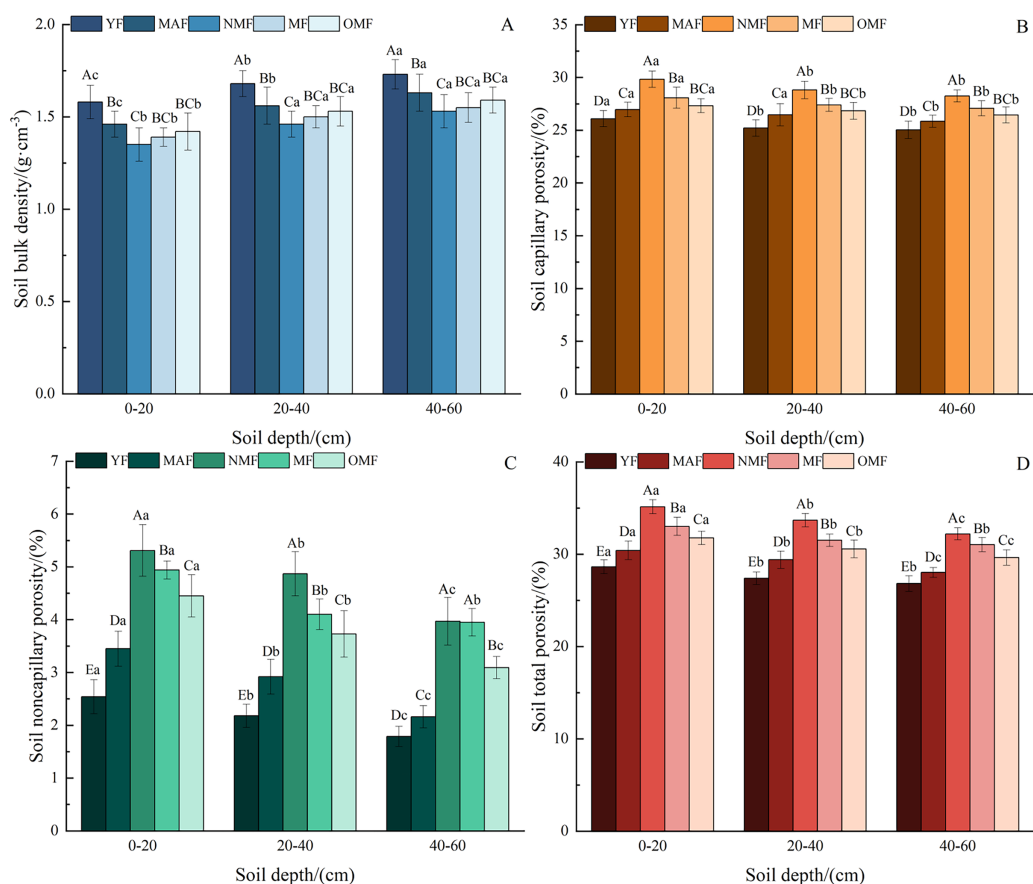 YF MAF NMF MF OMF
A
Soil bulk density/(g·cm⁻³)
2.0
1.5
1.0
0.5
0.0
Ac Bc Cb BCb BCb
Ab Bb Ca BCa BCa
Aa Ba Ca BCa BCa
0-20 20-40 40-60
Soil depth/(cm)
YF MAF NMF MF OMF
B
Soil capillary porosity/(%)
35
30
25
20
15
10
5
0
Da Ca Aa Ba BCa
Db Ca Ab Bb BCb
Db Cb Ab Bb BCb
0-20 20-40 40-60
Soil depth/(cm)
YF MAF NMF MF OMF
C
Soil noncapillary porosity/(%)
7
6
5
4
3
2
1
0
Ea Da Aa Ba Ca
Eb Db Ab Bb Cb
Dc Cc Ac Ab Bc
0-20 20-40 40-60
Soil depth/(cm)
YF MAF NMF MF OMF
D
Soil total porosity/(%)
40
30
20
10
0
Ea Da Aa Ba Ca
Eb Db Ab Bb Cb
Eb Dc Ac Bb Cc
0-20 20-40 40-60
Soil depth/(cm)